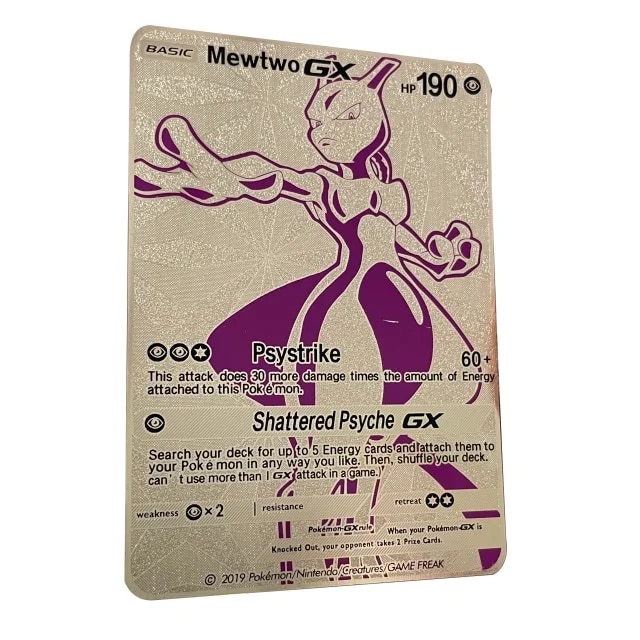 BASIC Mewtwo GX HP 190
Psystrike 60+
This attack does 30 more damage times the amount of Energy
attached to this Pok é mon.
Shattered Psyche GX
Search your deck for up to 5 Energy cards and attach them to
your Pok é mon in any way you like. Then, shuffle your deck.
can' t use more than I GX attack in a game.)
weakness ×2 resistance retreat
Pokémon-GX rule When your Pokémon-GX is
Knocked Out, your opponent takes 2 Prize Cards.
© 2019 Pokémon/Nintendo/Creatures/GAME FREAK